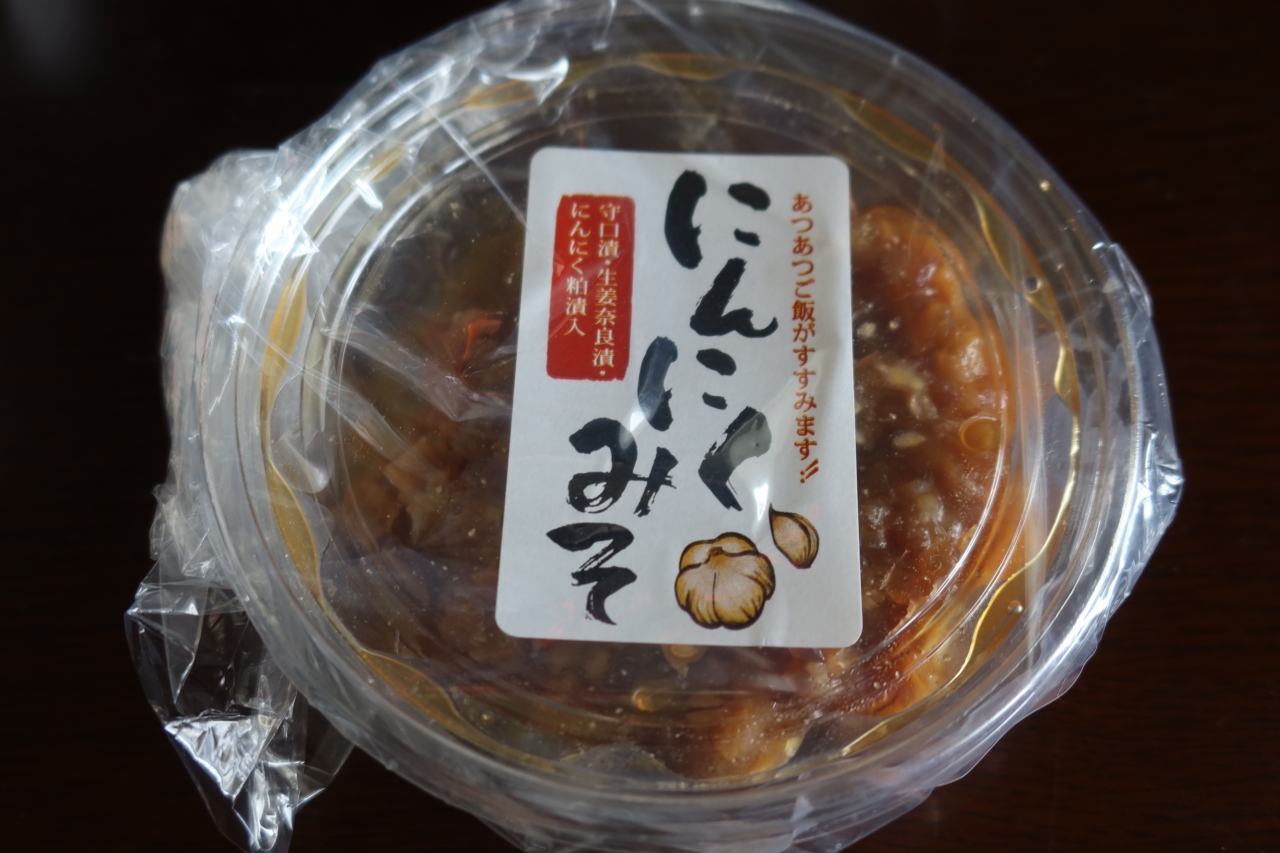 あつあつご飯がすすみます!!
にんにく
みそ
守口漬・生姜奈良漬・
にんにく粕漬入